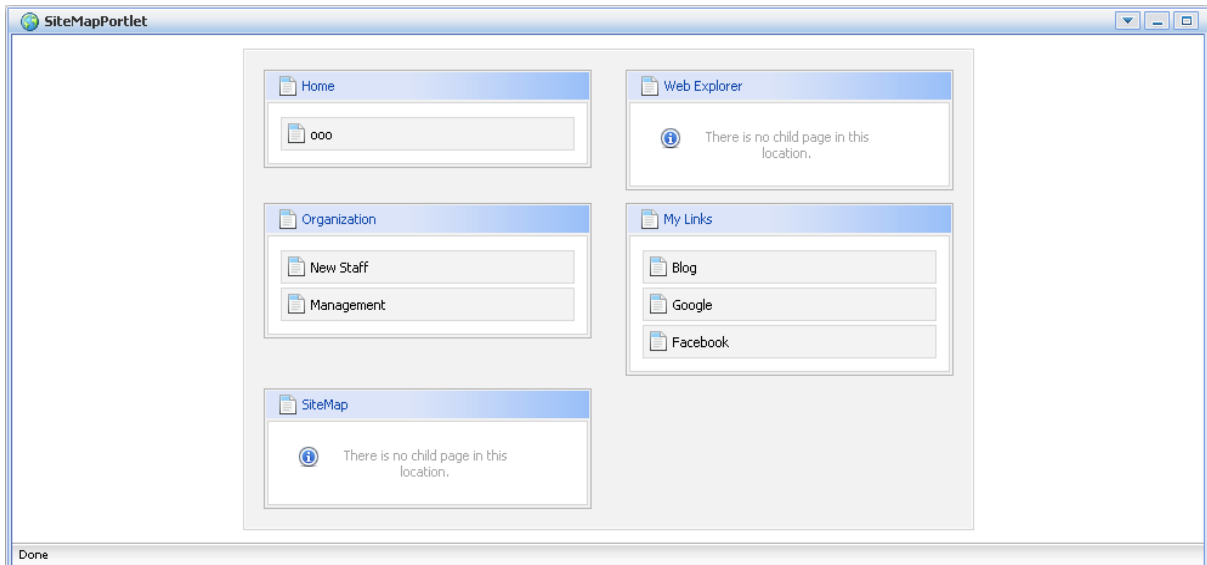 SiteMapPortlet
Home
Web Explorer
ooo
There is no child page in this
location.
Organization
My Links
New Staff
Blog
Management
Google
Facebook
SiteMap
There is no child page in this
location.
Done